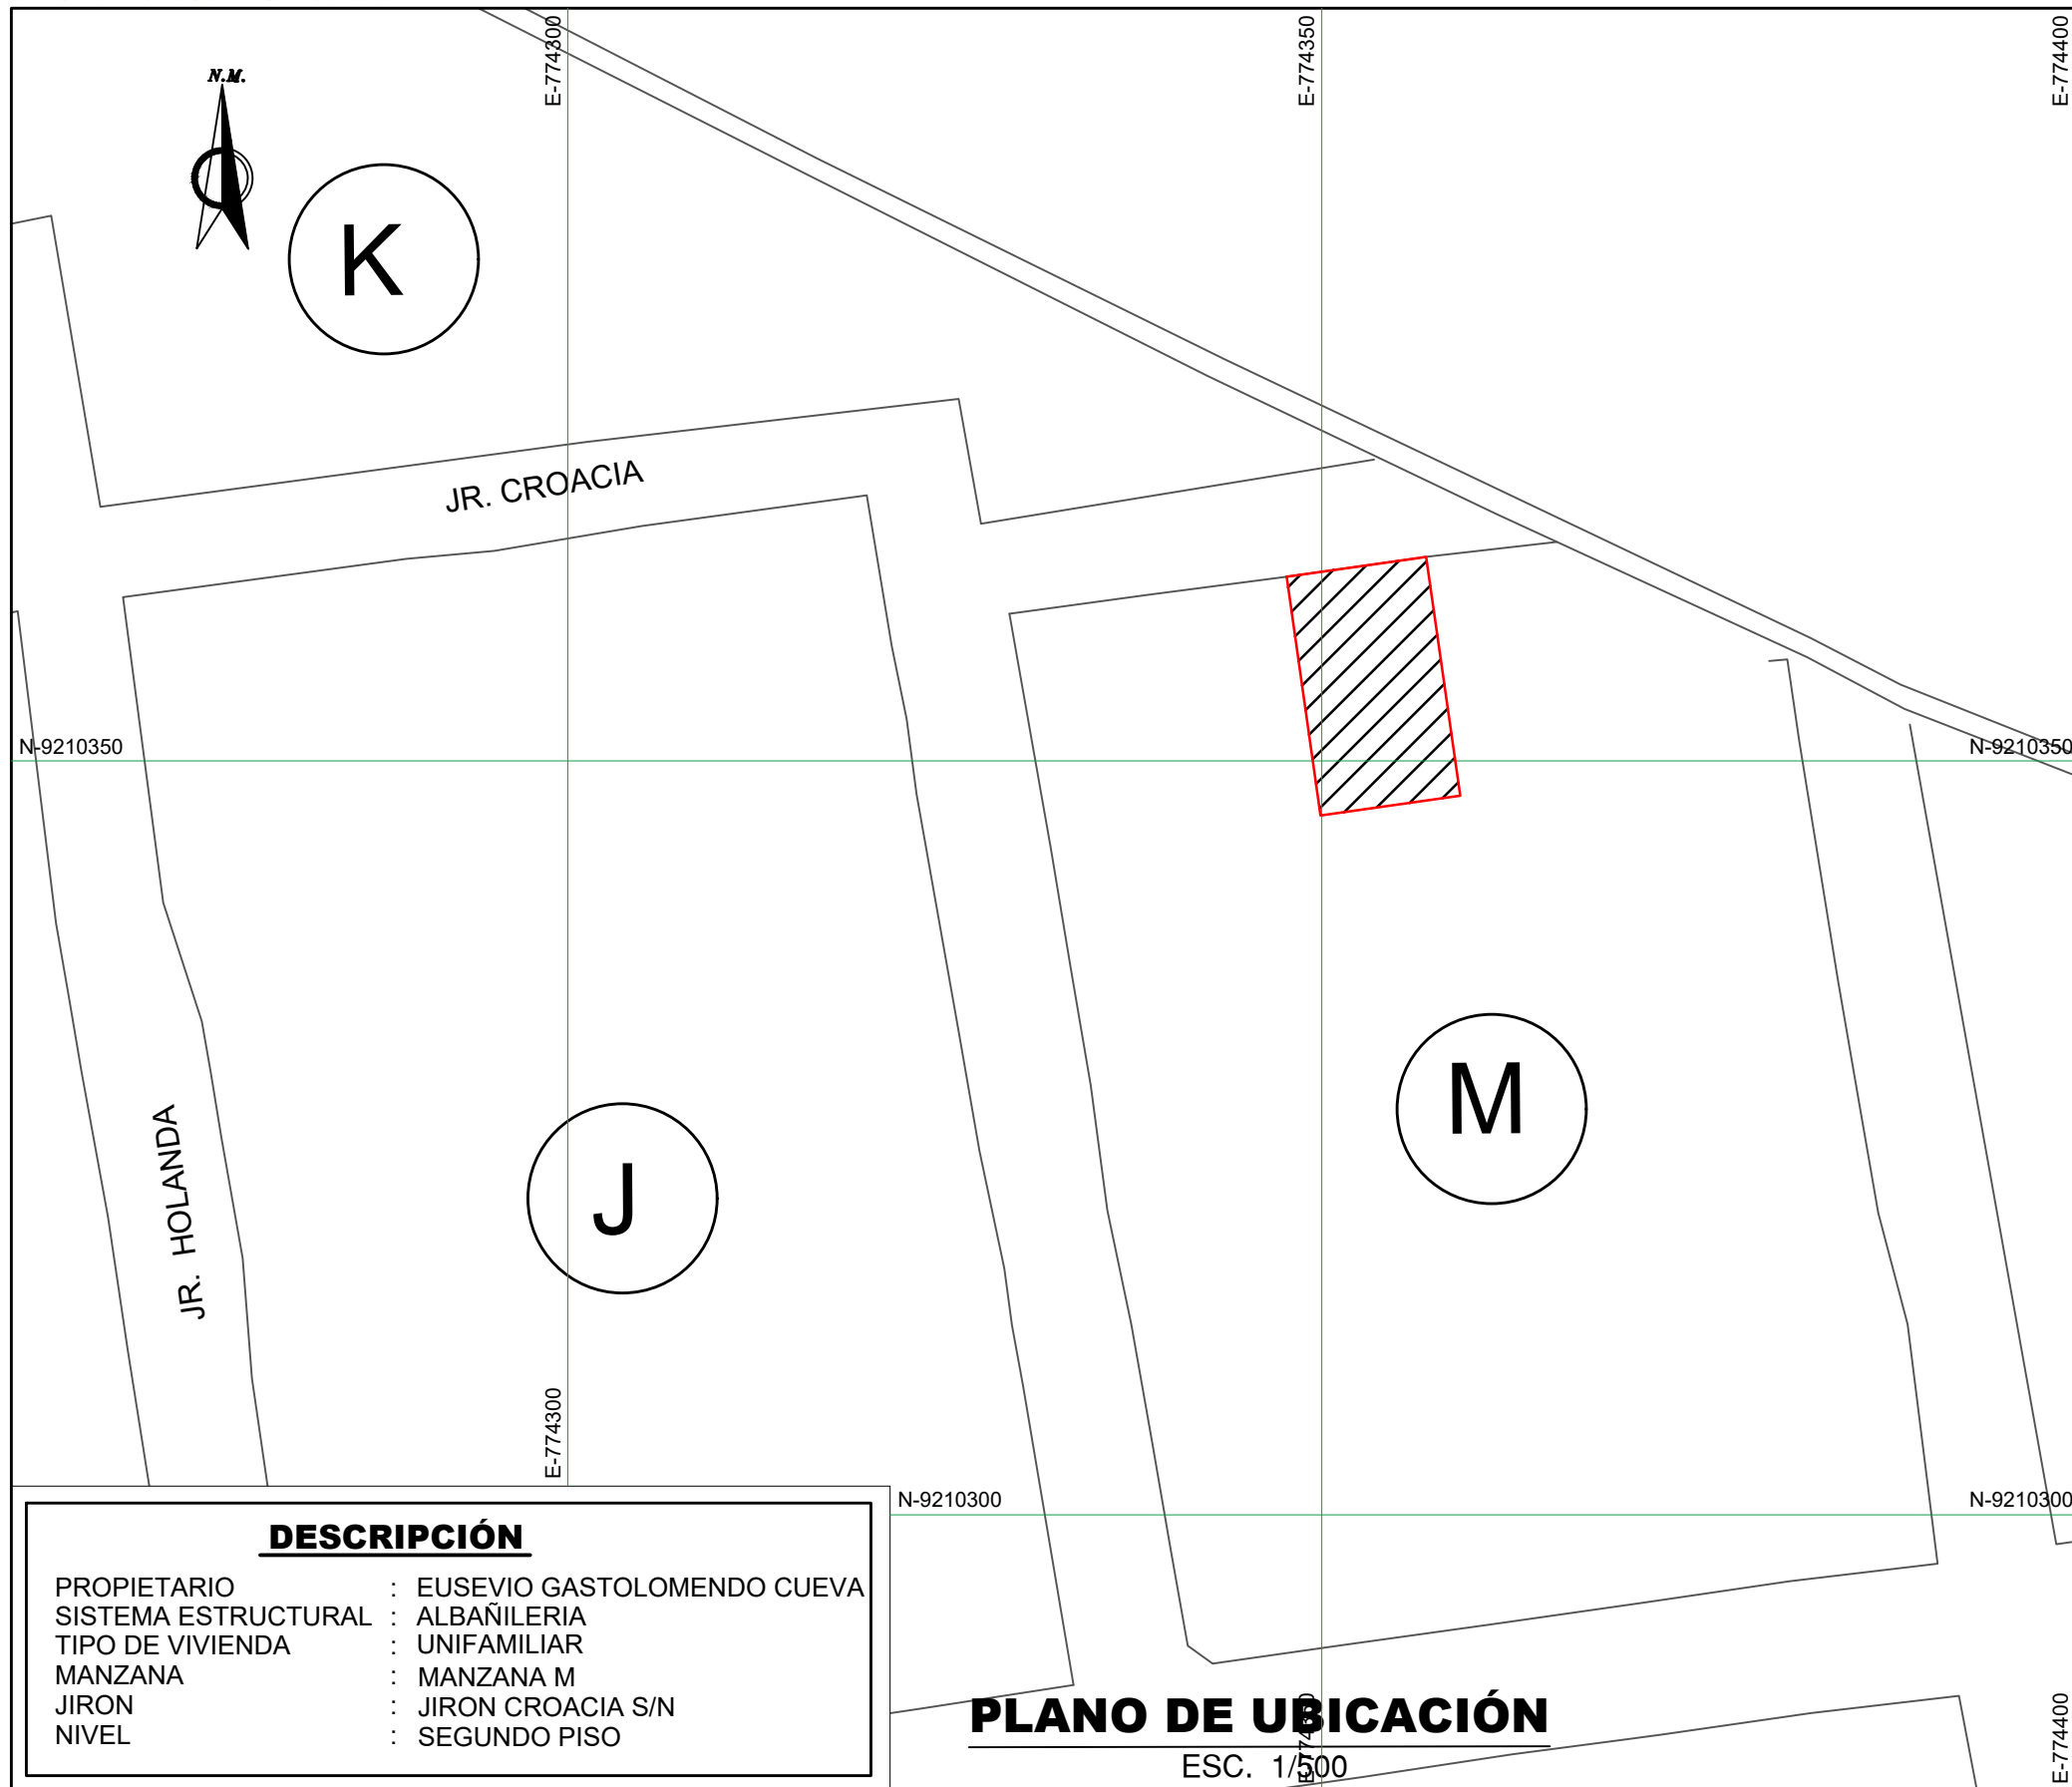 E-774300
E-774350
E-774400
N.M.
K
JR. CROACIA
N-9210350
N-9210350
M
J
JR. HOLANDA
E-774300
N-9210300
N-9210300
DESCRIPCIÓN
PROPIETARIO : EUSEVIO GASTOLOMENDO CUEVA
SISTEMA ESTRUCTURAL : ALBAÑILERIA
TIPO DE VIVIENDA : UNIFAMILIAR
MANZANA : MANZANA M
JIRON : JIRON CROACIA S/N
NIVEL : SEGUNDO PISO
PLANO DE UBICACIÓN
ESC. 1/500
E-774350
E-774400